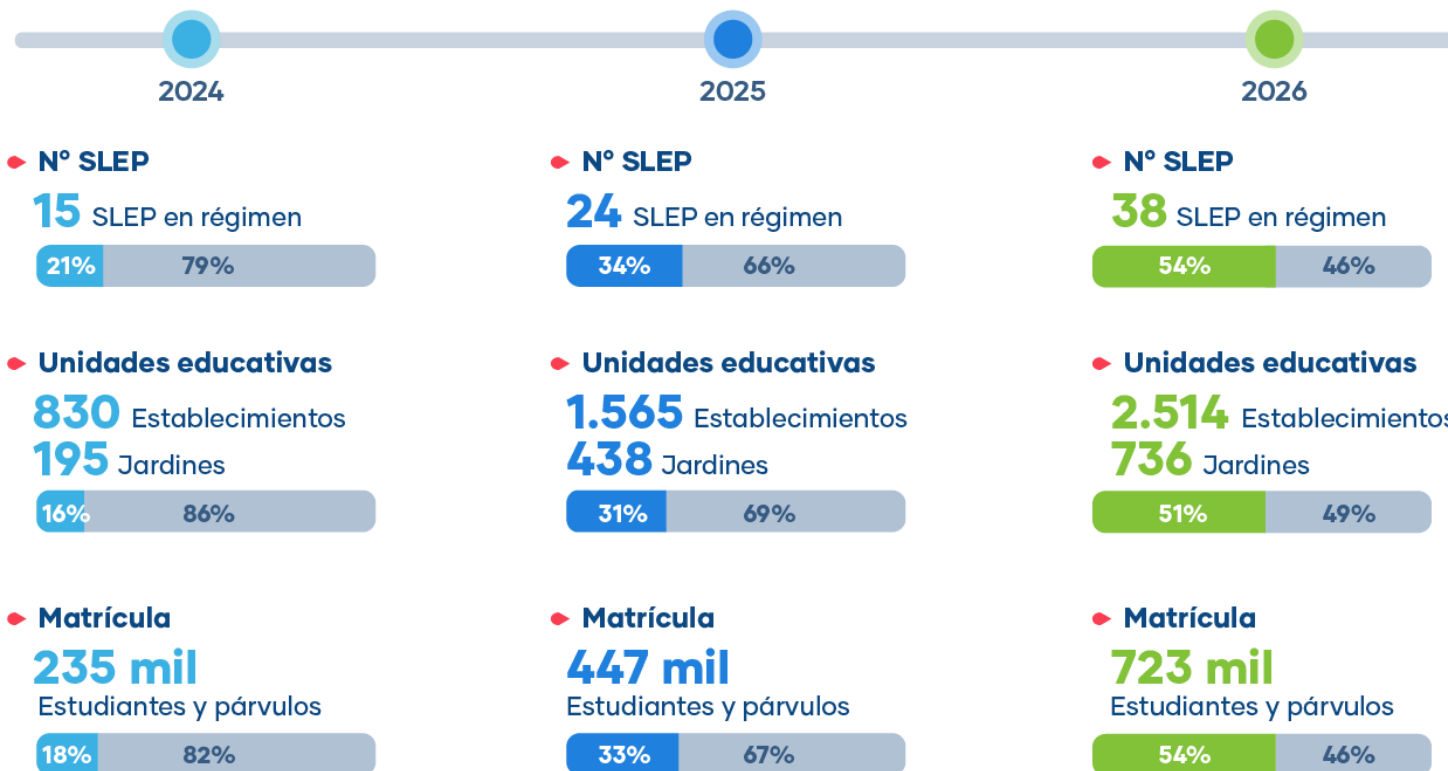 2024
2025
2026
N° SLEP
N° SLEP
N° SLEP
15 SLEP en régimen
24 SLEP en régimen
38 SLEP en régimen
21% 79%
34% 66%
54% 46%
Unidades educativas
Unidades educativas
Unidades educativas
830 Establecimientos
1.565 Establecimientos
2.514 Establecimientos
195 Jardines
438 Jardines
736 Jardines
16% 86%
31% 69%
51% 49%
Matrícula
Matrícula
Matrícula
235 mil
447 mil
723 mil
Estudiantes y párvulos
Estudiantes y párvulos
Estudiantes y párvulos
18% 82%
33% 67%
54% 46%